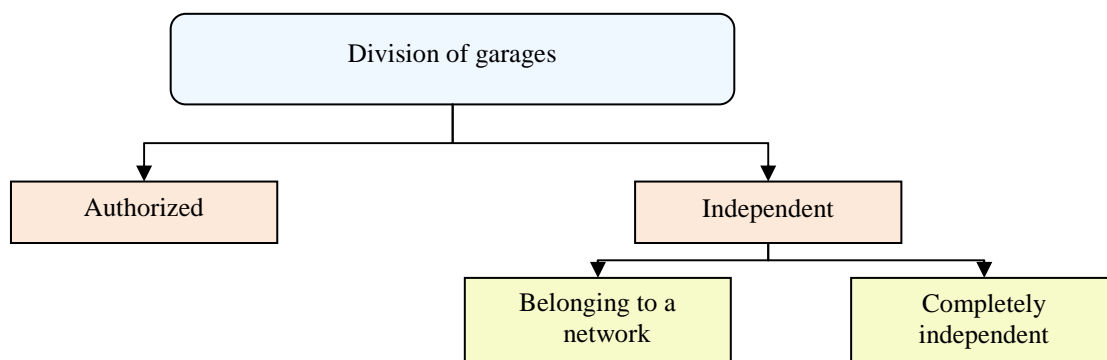 Division of garages
Authorized
Independent
Belonging to a
network
Completely
independent